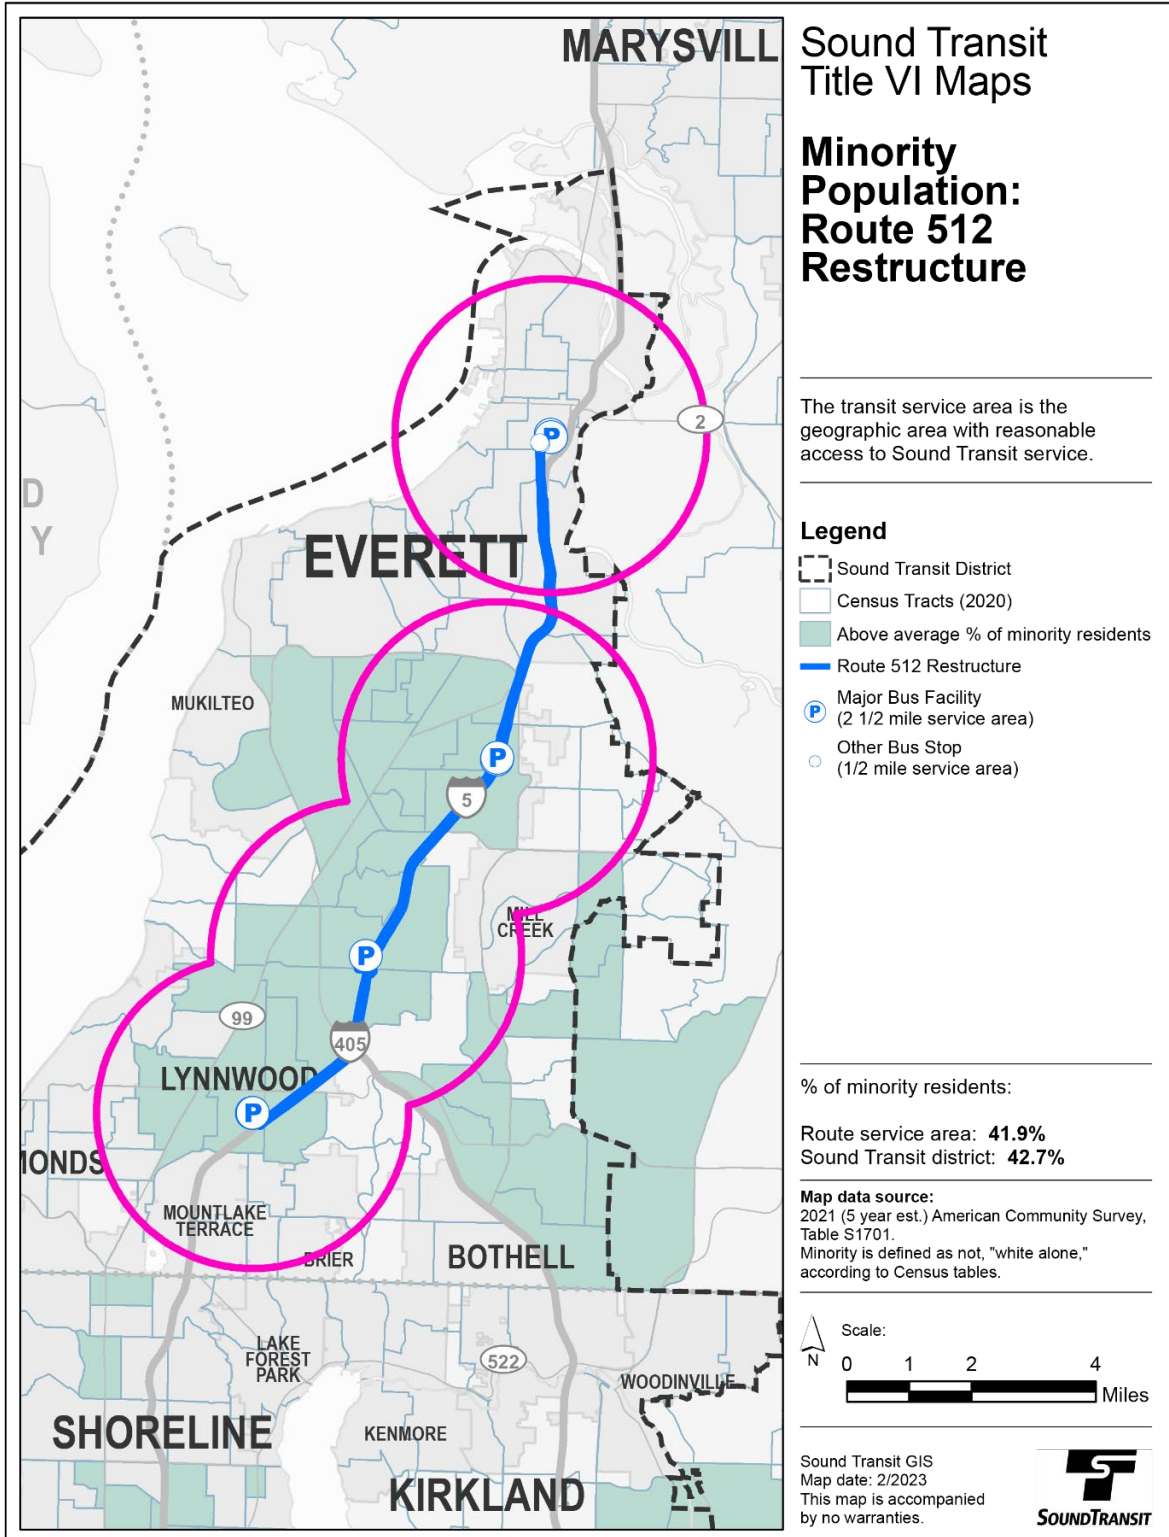 MARYSVILL
2
D
Y
EVERETT
MUKILTEO
5
MILL
CREEK
99
405
LYNNWOOD
MONDS
MOUNTLAKE
TERRACE
BRIER
BOTHELL
LAKE
FOREST
PARK
522
WOODINVILLE
SHORELINE
KENMORE
KIRKLAND
P
P
P
P
Sound Transit
Title VI Maps
Minority
Population:
Route 512
Restructure
The transit service area is the
geographic area with reasonable
access to Sound Transit service.
Legend
Sound Transit District
Census Tracts (2020)
Above average % of minority residents
Route 512 Restructure
P
Major Bus Facility
(2 1/2 mile service area)
Other Bus Stop
(1/2 mile service area)
% of minority residents:
Route service area: 41.9%
Sound Transit district: 42.7%
Map data source:
2021 (5 year est.) American Community Survey,
Table S1701.
Minority is defined as not, "white alone,"
according to Census tables.
N
Scale:
0 1 2 4
Miles
Sound Transit GIS
Map date: 2/2023
This map is accompanied
by no warranties.
SOUNDTRANSIT